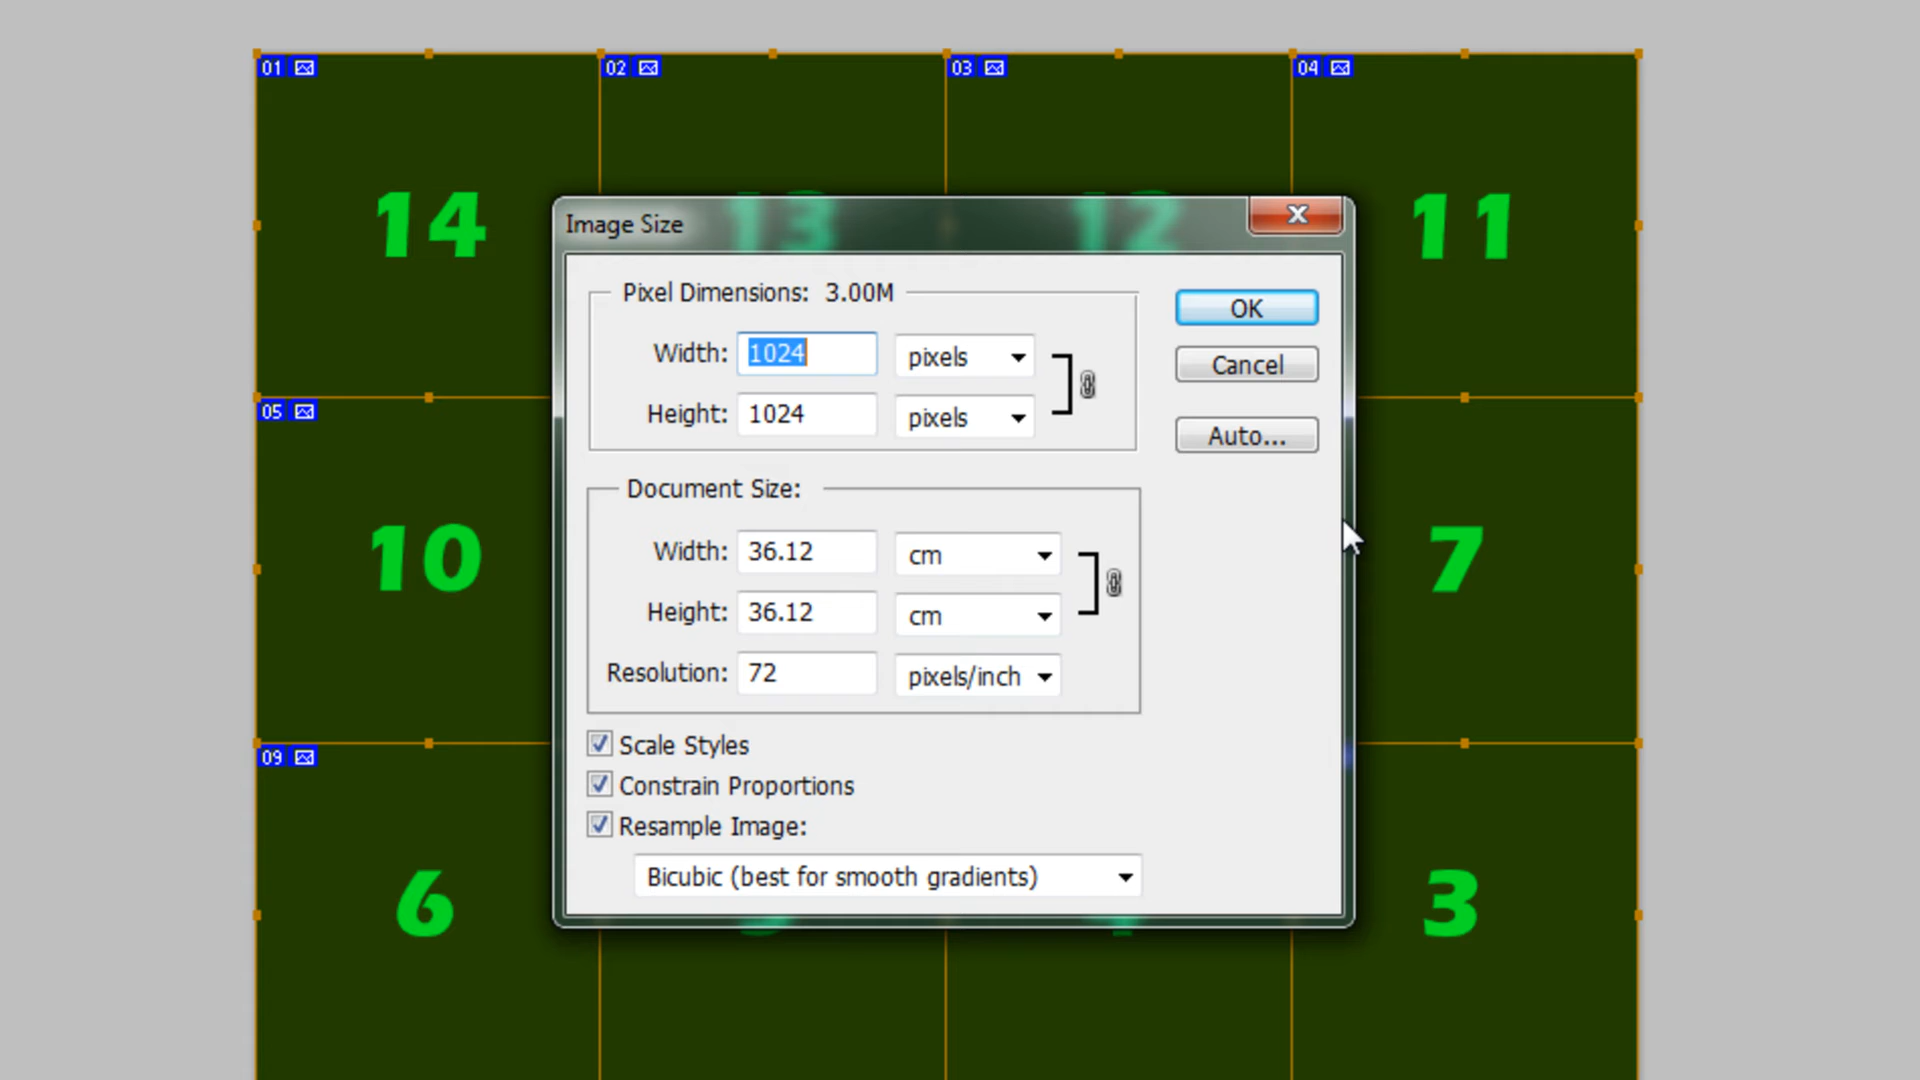 01 02 03 04
14 13 12 11
Image Size
Pixel Dimensions: 3.00M
OK
Width: 1024 pixels
Cancel
Height: 1024 pixels
05
Auto...
Document Size:
10 7
Width: 36.12 cm
Height: 36.12 cm
Resolution: 72 pixels/inch
09
Scale Styles
Constrain Proportions
Resample Image:
Bicubic (best for smooth gradients)
6 3